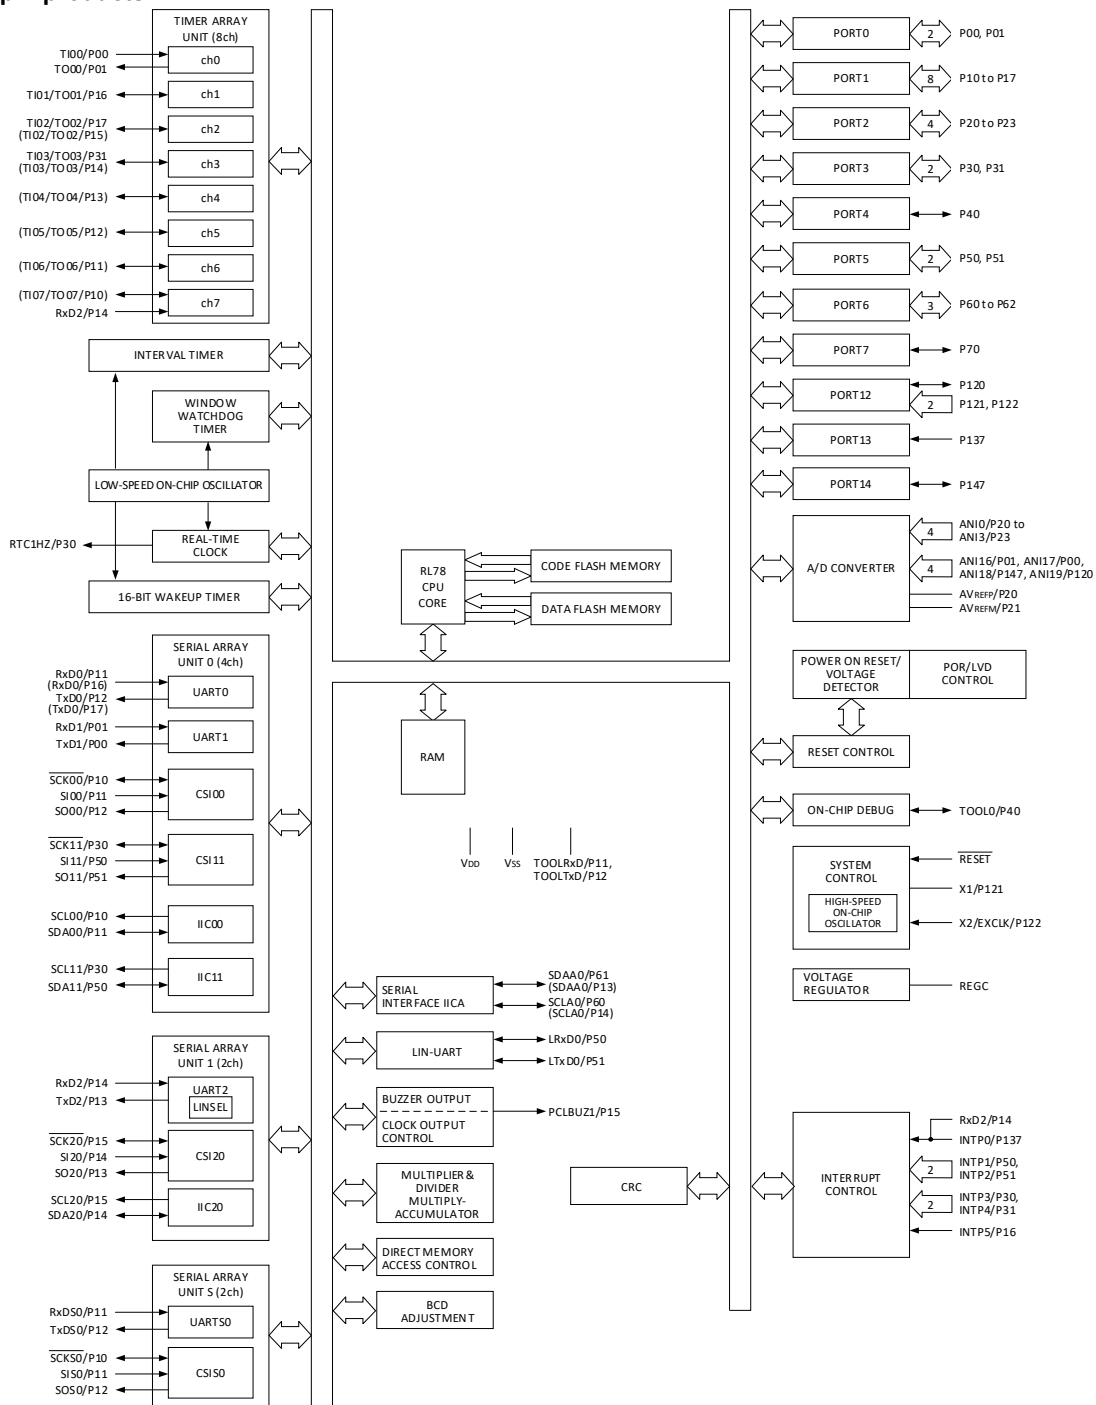 TIMER ARRAY
UNIT (8ch)
TI00/P00
TO00/P01
ch0
TI01/TO01/P16
ch1
TI02/TO02/P17
(TI02/TO02/P15)
ch2
TI03/TO03/P31
(TI03/TO03/P14)
ch3
(TI04/TO04/P13)
ch4
(TI05/TO05/P12)
ch5
(TI06/TO06/P11)
ch6
(TI07/TO07/P10)
RxD2/P14
ch7
INTERVAL TIMER
WINDOW
WATCHDOG
TIMER
LOW-SPEED ON-CHIP OSCILLATOR
RTC1HZ/P30
REAL-TIME
CLOCK
16-BIT WAKEUP TIMER
SERIAL ARRAY
UNIT 0 (4ch)
RxD0/P11
(RxD0/P16)
TxD0/P12
(TxD0/P17)
UART0
RxD1/P01
TxD1/P00
UART1
SCK00/P10
SI00/P11
SO00/P12
CSI00
SCK11/P30
SI11/P50
SO11/P51
CSI11
SCL00/P10
SDA00/P11
IIC00
SCL11/P30
SDA11/P50
IIC11
SERIAL ARRAY
UNIT 1 (2ch)
RxD2/P14
TxD2/P13
UART2
LINSEL
SCK20/P15
SI20/P14
SO20/P13
CSI20
SCL20/P15
SDA20/P14
IIC20
SERIAL ARRAY
UNIT S (2ch)
RxDS0/P11
TxDS0/P12
UARTS0
SCKS0/P10
SIS0/P11
SOS0/P12
CSIS0
RL78
CPU
CORE
CODE FLASH MEMORY
DATA FLASH MEMORY
RAM
VDD
VSS
TOOLRxD/P11,
TOOLTxD/P12
SERIAL
INTERFACE IICA
SDAA0/P61
(SDAA0/P13)
SCLA0/P60
(SCLA0/P14)
LIN-UART
LRxD0/P50
LTxD0/P51
BUZZER OUTPUT
CLOCK OUTPUT
CONTROL
PCLBUZ1/P15
MULTIPLIER &
DIVIDER
MULTIPLY-
ACCUMULATOR
DIRECT MEMORY
ACCESS CONTROL
BCD
ADJUSTMENT
CRC
PORT0
2
P00, P01
PORT1
8
P10 to P17
PORT2
4
P20 to P23
PORT3
2
P30, P31
PORT4
P40
PORT5
2
P50, P51
PORT6
3
P60 to P62
PORT7
P70
PORT12
P120
2
P121, P122
PORT13
P137
PORT14
P147
A/D CONVERTER
4
ANI0/P20 to
ANI3/P23
4
ANI16/P01, ANI17/P00,
ANI18/P147, ANI19/P120
AVREFP/P20
AVREFM/P21
POWER ON RESET/
VOLTAGE
DETECTOR
POR/LVD
CONTROL
RESET CONTROL
ON-CHIP DEBUG
TOOL0/P40
SYSTEM
CONTROL
HIGH-SPEED
ON-CHIP
OSCILLATOR
RESET
X1/P121
X2/EXCLK/P122
VOLTAGE
REGULATOR
REGC
INTERRUPT
CONTROL
RxD2/P14
INTP0/P137
2
INTP1/P50,
INTP2/P51
2
INTP3/P30,
INTP4/P31
INTP5/P16